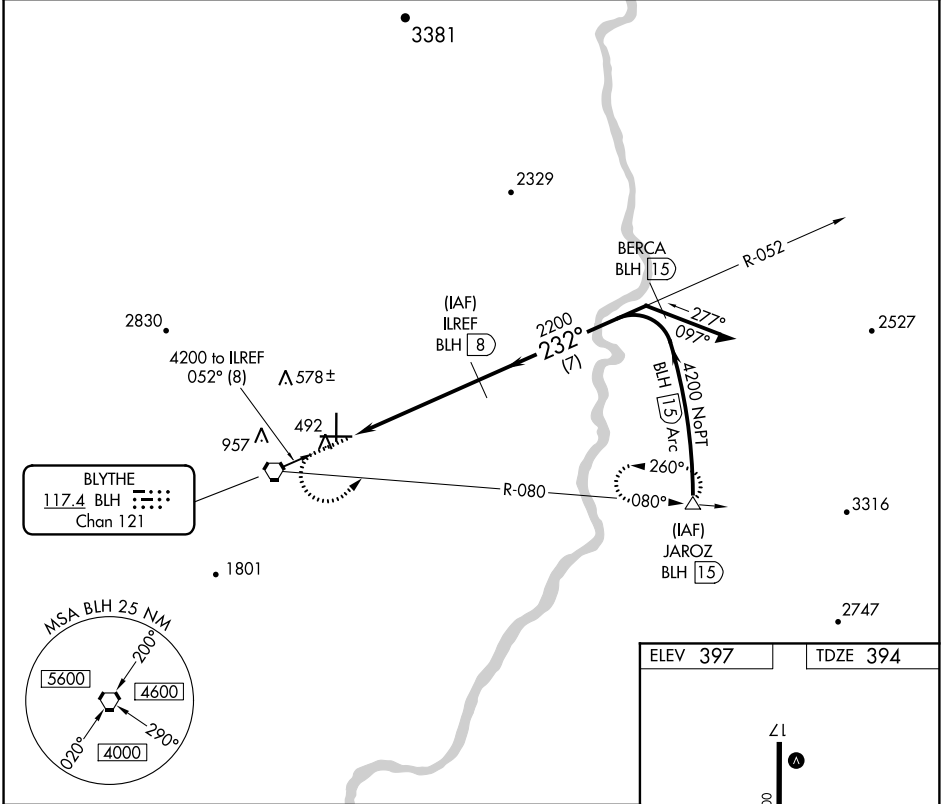 3381
2329
BERCA
BLH 15
R-052
277°
097°
2527
(IAF)
ILREF
BLH 8
2200
232°
(7)
2830
4200 to ILREF
052° (8)
578±
492
957
4200 NoPT
BLH 15 Arc
BLYTHE
117.4 BLH
Chan 121
R-080
260°
080°
(IAF)
JAROZ
BLH 15
3316
1801
2747
MSA BLH 25 NM
200°
5600
4600
290°
020°
4000
ELEV 397
TDZE 394
17
V
00